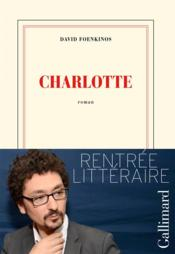 DAVID FOENKINOS
CHARLOTTE
roman
RENTRÉE
LITTÉRAIRE
Gallimard